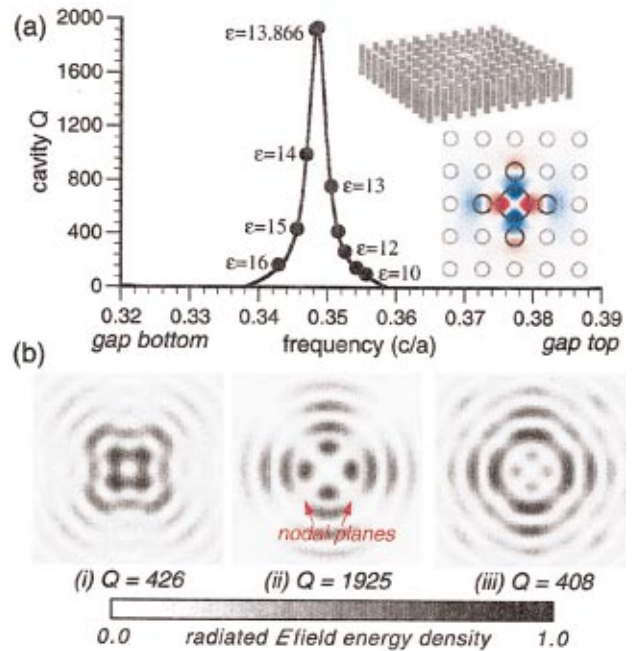 (a)
2000
1600
1200
800
400
0
cavity Q
ε=13.866
ε=14
ε=13
ε=15
ε=12
ε=16
ε=10
0.32 0.33 0.34 0.35 0.36 0.37 0.38 0.39
gap bottom frequency (c/a) gap top
(b)
nodal planes
(i) Q = 426 (ii) Q = 1925 (iii) Q = 408
0.0 radiated E field energy density 1.0